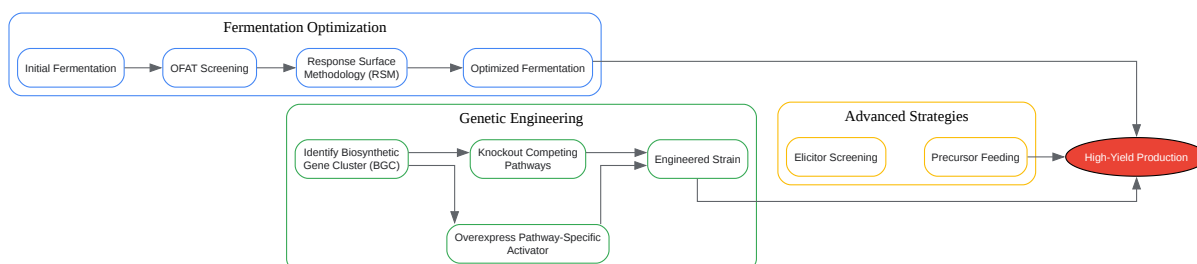 Fermentation Optimization
Initial Fermentation
OFAT Screening
Response Surface
Methodology (RSM)
Optimized Fermentation
Genetic Engineering
Identify Biosynthetic
Gene Cluster (BGC)
Knockout Competing
Pathways
Engineered Strain
Overexpress Pathway-Specific
Activator
Advanced Strategies
Elicitor Screening
Precursor Feeding
High-Yield Production